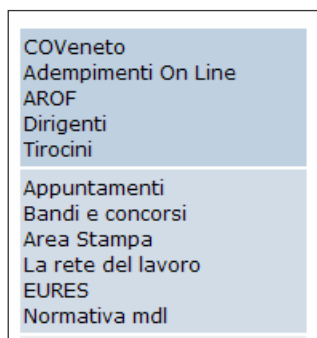 COVeneto
Adempimenti On Line
AROF
Dirigenti
Tirocini
Appuntamenti
Bandi e concorsi
Area Stampa
La rete del lavoro
EURES
Normativa mdl